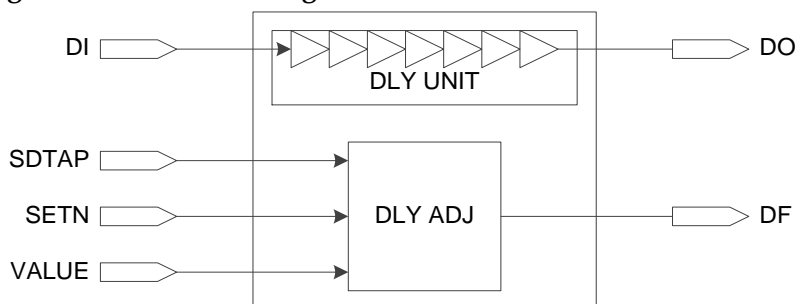 DI
DO
DLY UNIT
SDTAP
SETN
DLY ADJ
DF
VALUE